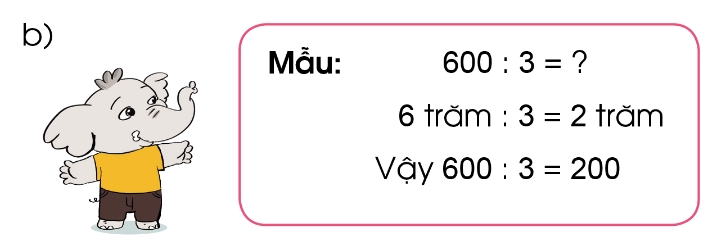 b)
Mẫu: 600 : 3 = ?
6 trăm : 3 = 2 trăm
Vậy 600 : 3 = 200